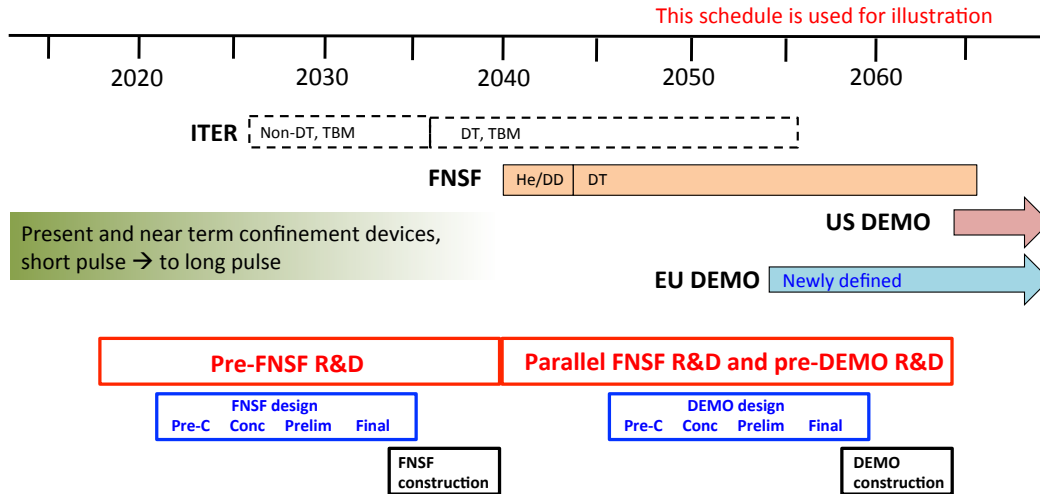 This schedule is used for illustration
2020 2030 2040 2050 2060
ITER Non-DT, TBM DT, TBM
FNSF He/DD DT
US DEMO
Present and near term confinement devices,
short pulse → to long pulse
EU DEMO Newly defined
Pre-FNSF R&D Parallel FNSF R&D and pre-DEMO R&D
FNSF design
Pre-C Conc Prelim Final
DEMO design
Pre-C Conc Prelim Final
FNSF
construction
DEMO
construction